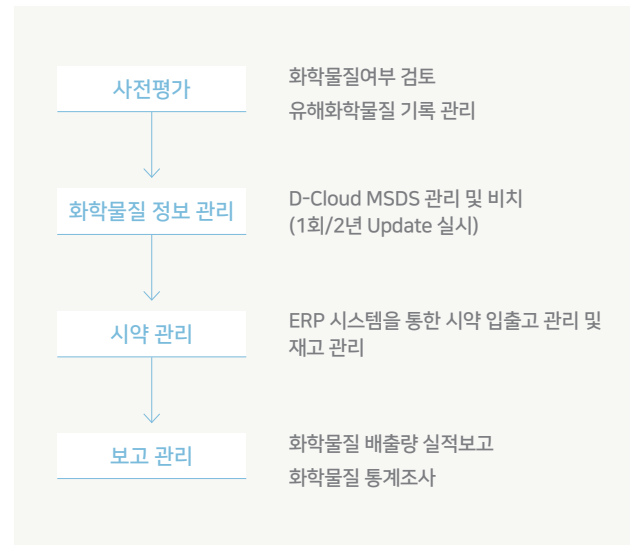 사전평가
화학물질여부 검토
유해화학물질 기록 관리
화학물질 정보 관리
D-Cloud MSDS 관리 및 비치
(1회/2년 Update 실시)
시약 관리
ERP 시스템을 통한 시약 입출고 관리 및
재고 관리
보고 관리
화학물질 배출량 실적보고
화학물질 통계조사